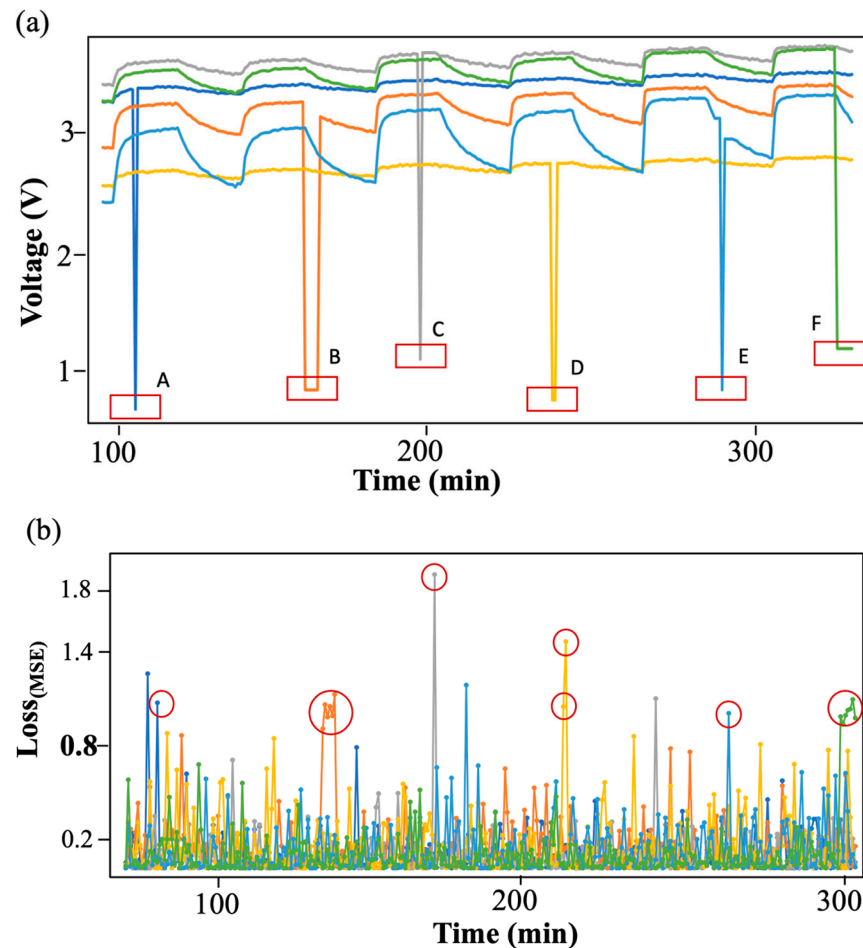 (a)
Voltage (V)
3
2
1
A
B
C
D
E
F
100
200
300
Time (min)
(b)
Loss(MSE)
1.8
1.4
0.8
0.2
100
200
300
Time (min)